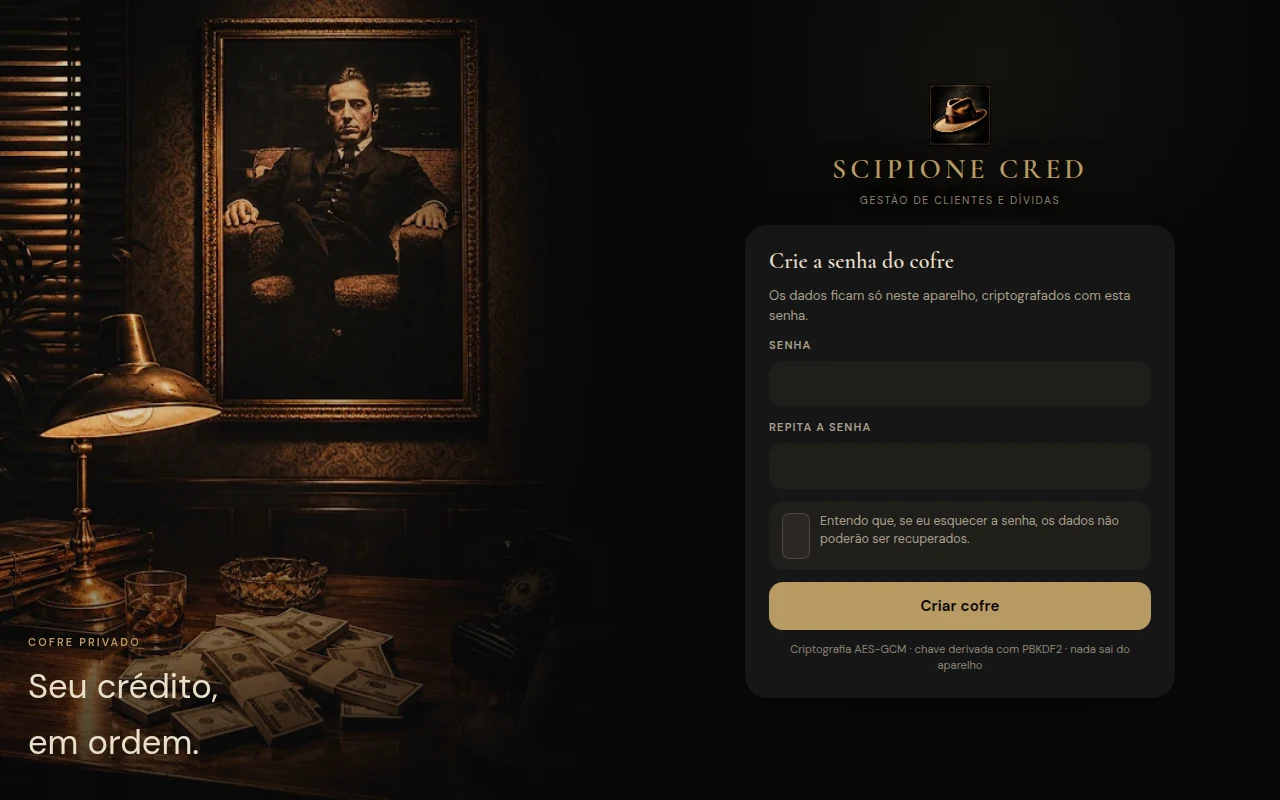 SCIPIONE CRED
GESTÃO DE CLIENTES E DÍVIDAS
Crie a senha do cofre
Os dados ficam só neste aparelho, criptografados com esta
senha.
SENHA
REPITA A SENHA
Entendo que, se eu esquecer a senha, os dados não
poderão ser recuperados.
Criar cofre
Criptografia AES-GCM · chave derivada com PBKDF2 · nada sai do
aparelho
COFRE PRIVADO
Seu crédito,
em ordem.